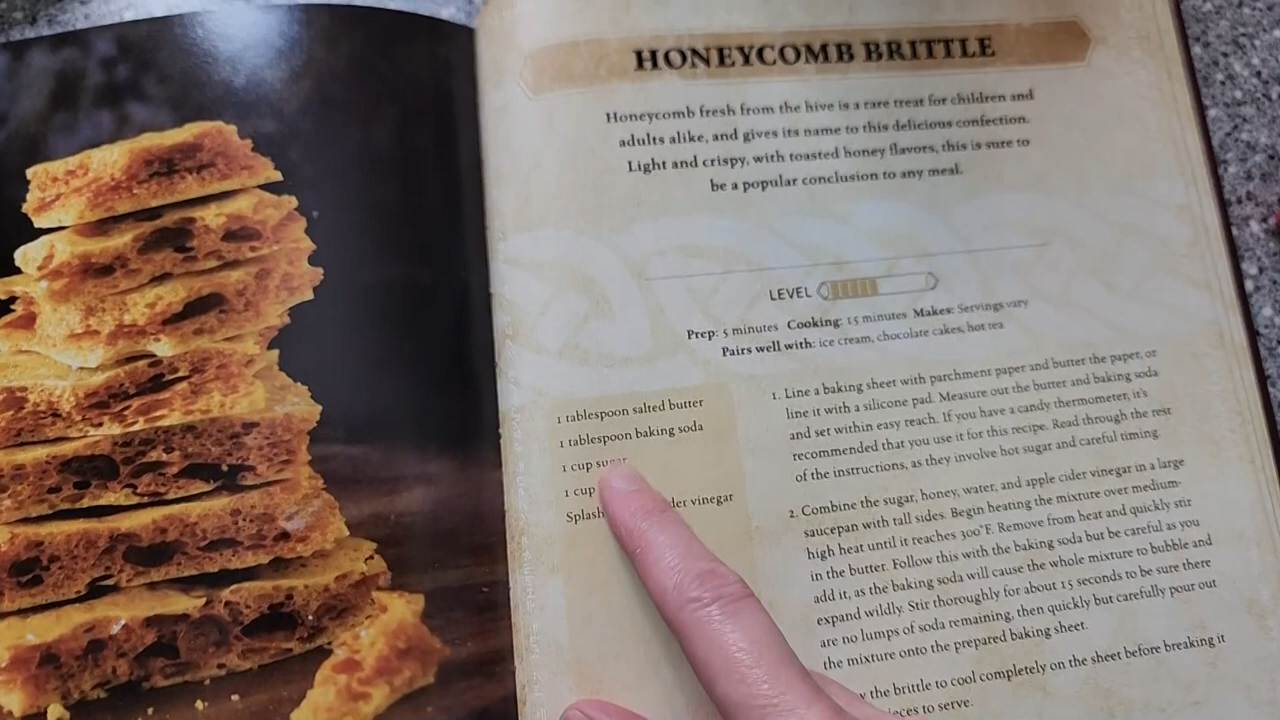 HONEYCOMB BRITTLE
Honeycomb fresh from the hive is a rare treat for children and
adults alike, and gives its name to this delicious confection.
Light and crispy, with toasted honey flavors, this is sure to
be a popular conclusion to any meal.
LEVEL
Prep: 5 minutes Cooking: 15 minutes Makes: Servings vary
Pairs well with: ice cream, chocolate cakes, hot tea
1 tablespoon salted butter
1 tablespoon baking soda
1 cup sugar
1 cup
Splash vinegar
1. Line a baking sheet with parchment paper and butter the paper, or
line it with a silicone pad. Measure out the butter and baking soda
and set within easy reach. If you have a candy thermometer, it's
recommended that you use it for this recipe. Read through the rest
of the instructions, as they involve hot sugar and careful timing.
2. Combine the sugar, honey, water, and apple cider vinegar in a large
saucepan with tall sides. Begin heating the mixture over medium-
high heat until it reaches 300°F. Remove from heat and quickly stir
in the butter. Follow this with the baking soda but be careful as you
add it, as the baking soda will cause the whole mixture to bubble and
expand wildly. Stir thoroughly for about 15 seconds to be sure there
are no lumps of soda remaining, then quickly but carefully pour out
the mixture onto the prepared baking sheet.
the brittle to cool completely on the sheet before breaking it
to serve.